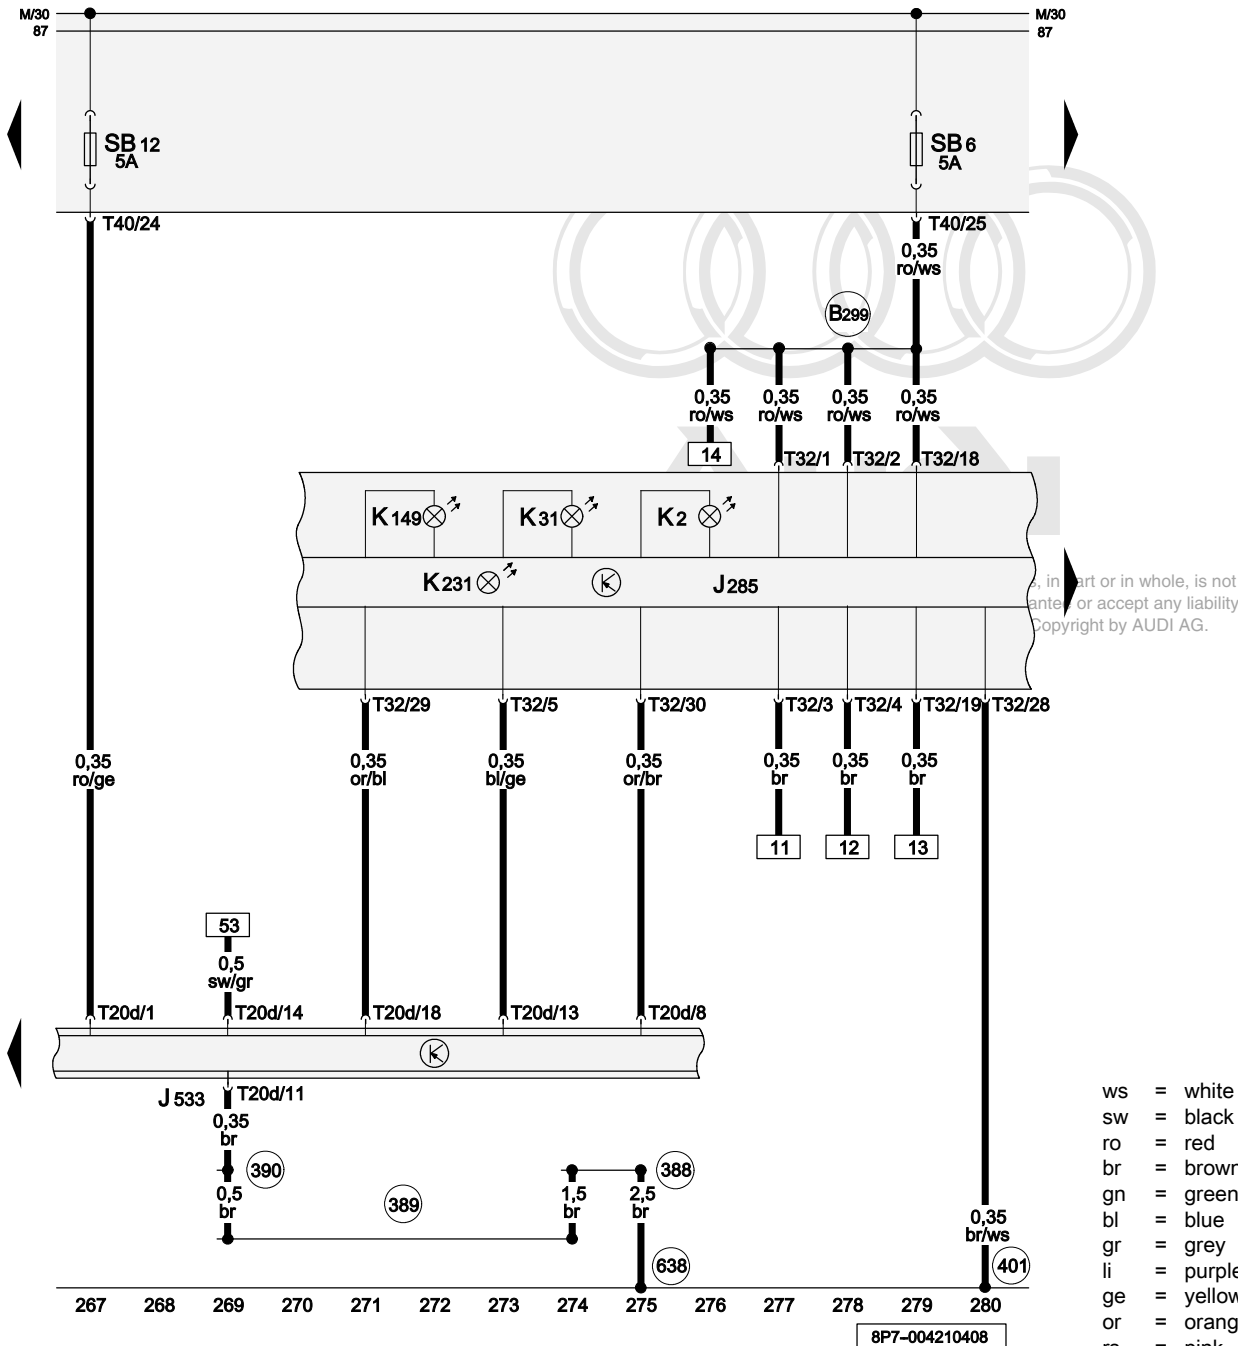 M/30
87
M/30
87
SB 12
5A
SB 6
5A
T40/24
T40/25
0,35
ro/ws
B299
0,35
ro/ws
0,35
ro/ws
0,35
ro/ws
0,35
ro/ws
14
T32/1
T32/2
T32/18
K149
K31
K2
K231
J285
s, in part or in whole, is not
antee or accept any liability
Copyright by AUDI AG.
T32/29
T32/5
T32/30
T32/3
T32/4
T32/19
T32/28
0,35
ro/ge
0,35
or/bl
0,35
bl/ge
0,35
or/br
0,35
br
0,35
br
0,35
br
11
12
13
53
0,5
sw/gr
T20d/1
T20d/14
T20d/18
T20d/13
T20d/8
J533
T20d/11
0,35
br
390
388
0,5
br
389
1,5
br
2,5
br
0,35
br/ws
638
401
267 268 269 270 271 272 273 274 275 276 277 278 279 280
8P7-004210408
ws = white
sw = black
ro = red
br = brown
gn = green
bl = blue
gr = grey
li = purple
ge = yellow
or = orang